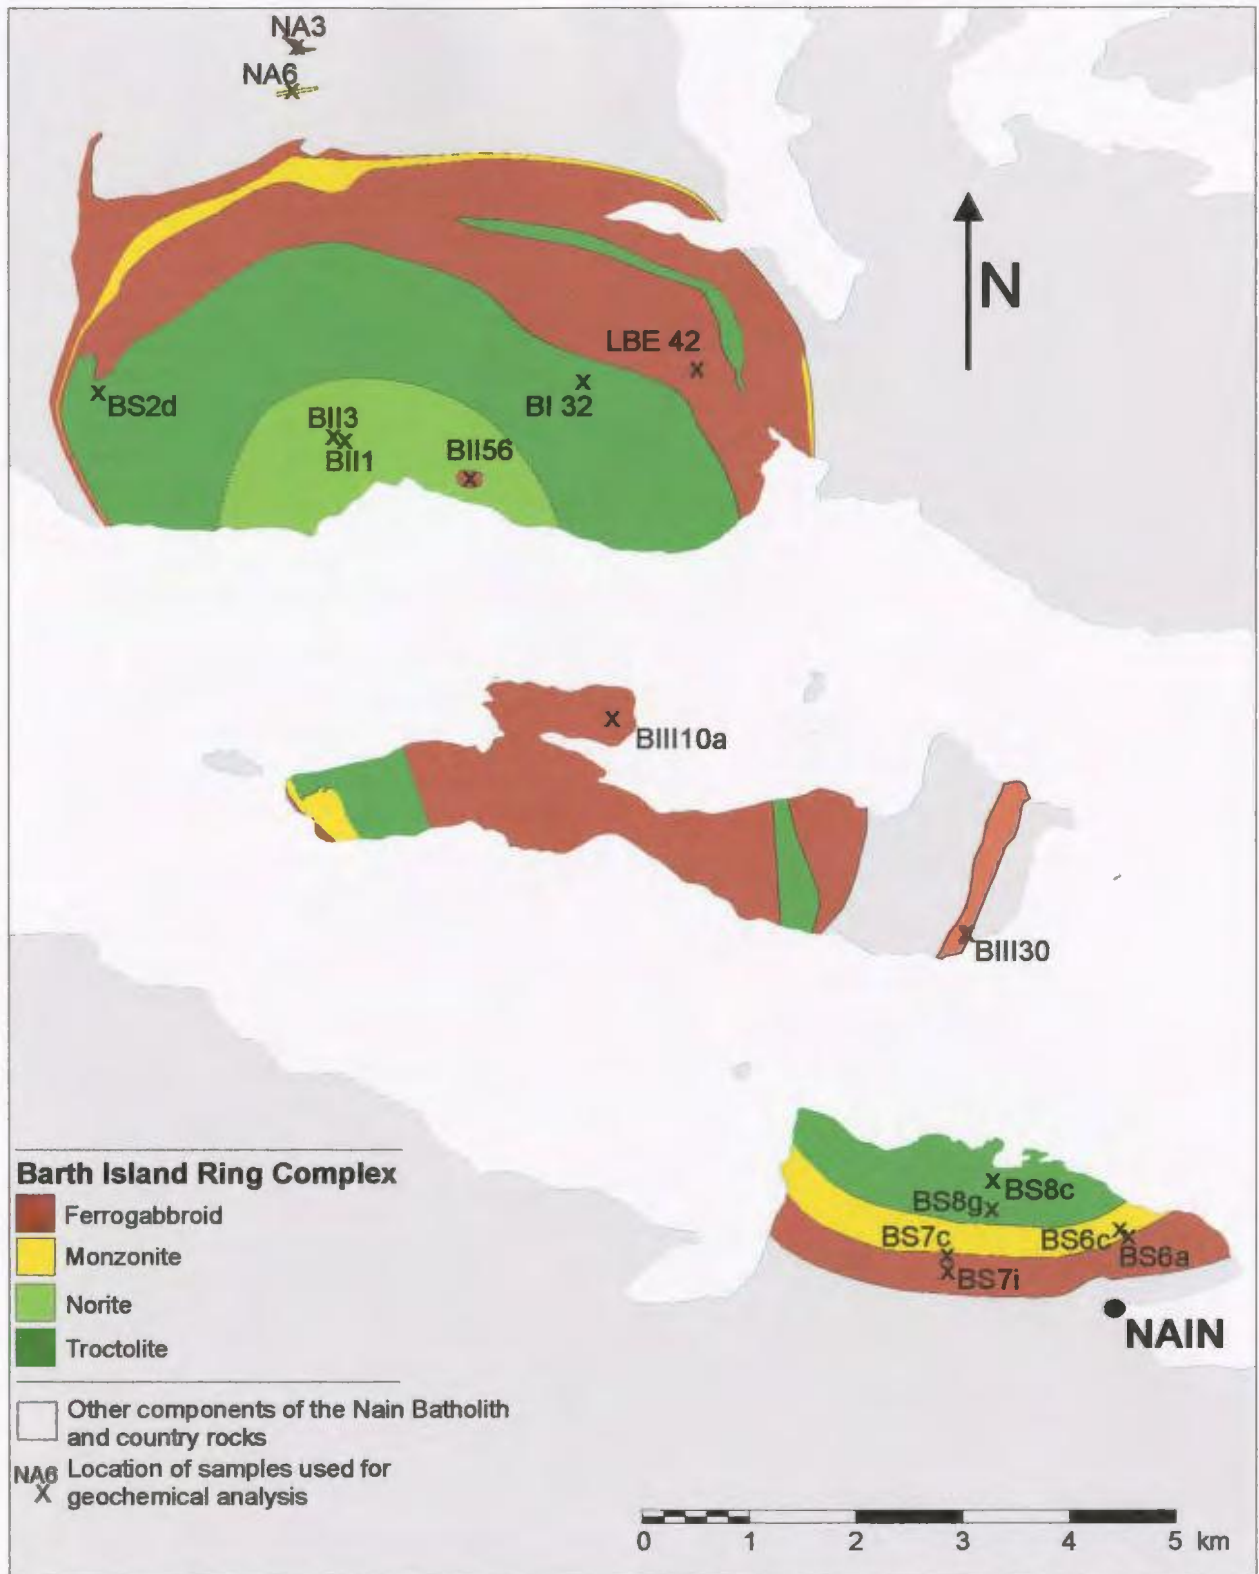 NA3
NA6
N
LBE 42
BS2d
BI 32
BII3
BII1
BII56
BIII10a
BIII30
BS8c
BS8g
BS7c
BS6c
BS6a
BS7i
NAIN
Barth Island Ring Complex
Ferrogabbroid
Monzonite
Norite
Troctolite
Other components of the Nain Batholith
and country rocks
NA6 Location of samples used for
X geochemical analysis
0 1 2 3 4 5 km